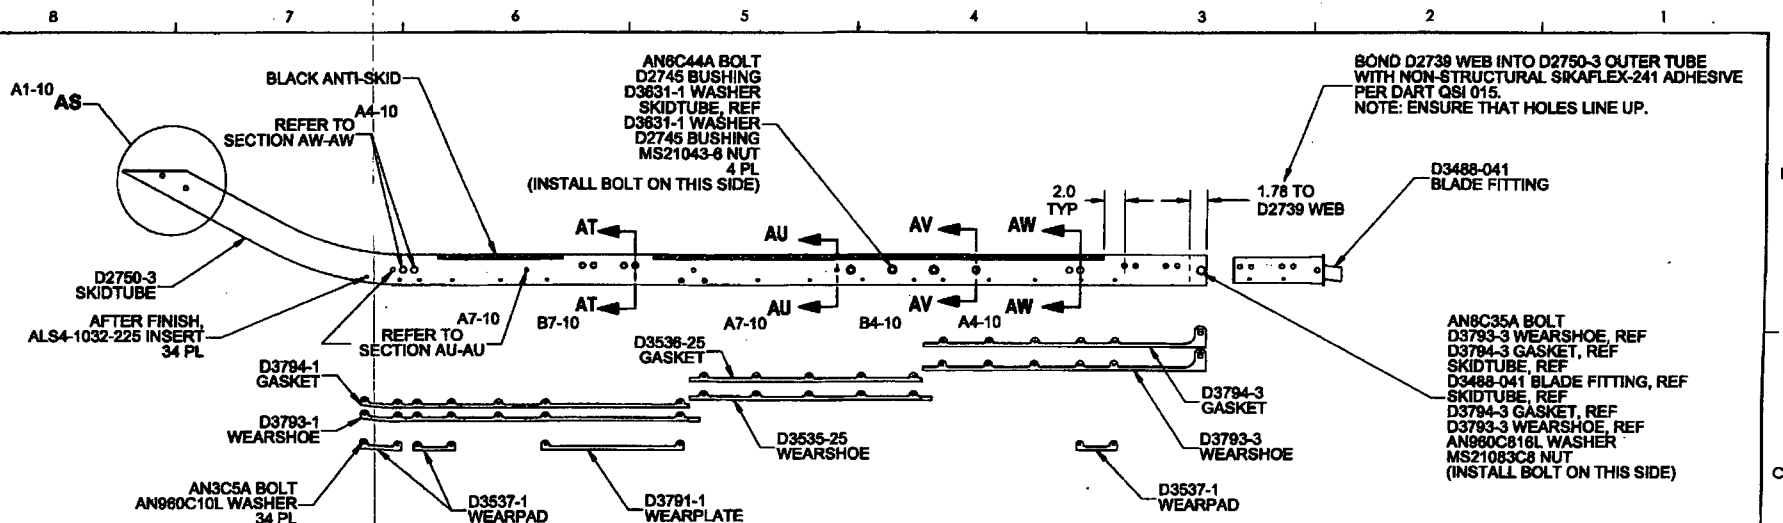 8 7 6 5 4 3 2 1
A1-10
AS
BLACK ANTI-SKID
A4-10
REFER TO
SECTION AW-AW
AN6C44A BOLT
D2745 BUSHING
D3631-1 WASHER
SKIDTUBE, REF
D3631-1 WASHER
D2745 BUSHING
MS21043-6 NUT
4 PL
(INSTALL BOLT ON THIS SIDE)
BOND D2739 WEB INTO D2750-3 OUTER TUBE
WITH NON-STRUCTURAL SIKAFLEX-241 ADHESIVE
PER DART QSI 015.
NOTE: ENSURE THAT HOLES LINE UP.
D3488-041
BLADE FITTING
2.0
TYP
1.78 TO
D2739 WEB
AT
AU
AV
AW
D2750-3
SKIDTUBE
AT
AU
AV
AW
AFTER FINISH,
ALS4-1032-225 INSERT
34 PL
REFER TO
SECTION AU-AU
A7-10
B7-10
A7-10
B4-10
A4-10
D3794-1
GASKET
D3536-25
GASKET
D3794-3
GASKET
D3793-1
WEARSHOE
D3535-25
WEARSHOE
D3793-3
WEARSHOE
AN8C35A BOLT
D3793-3 WEARSHOE, REF
D3794-3 GASKET, REF
SKIDTUBE, REF
D3488-041 BLADE FITTING, REF
SKIDTUBE, REF
D3794-3 GASKET, REF
D3793-3 WEARSHOE, REF
AN960C816L WASHER
MS21083C8 NUT
(INSTALL BOLT ON THIS SIDE)
C
AN3C5A BOLT
AN960C10L WASHER
34 PL
D3537-1
WEARPAD
D3791-1
WEARPLATE
D3537-1
WEARPAD